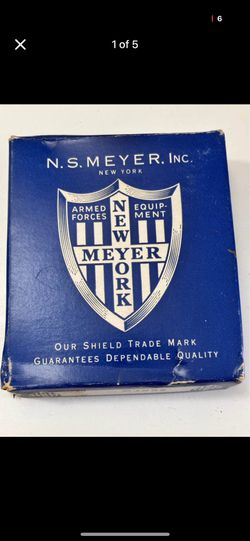 6
1 of 5
N.S. MEYER, INC.
NEW YORK
ARMED FORCES
EQUIP-MENT
NEW YORK
MEYER
OUR SHIELD TRADE MARK
GUARANTEES DEPENDABLE QUALITY